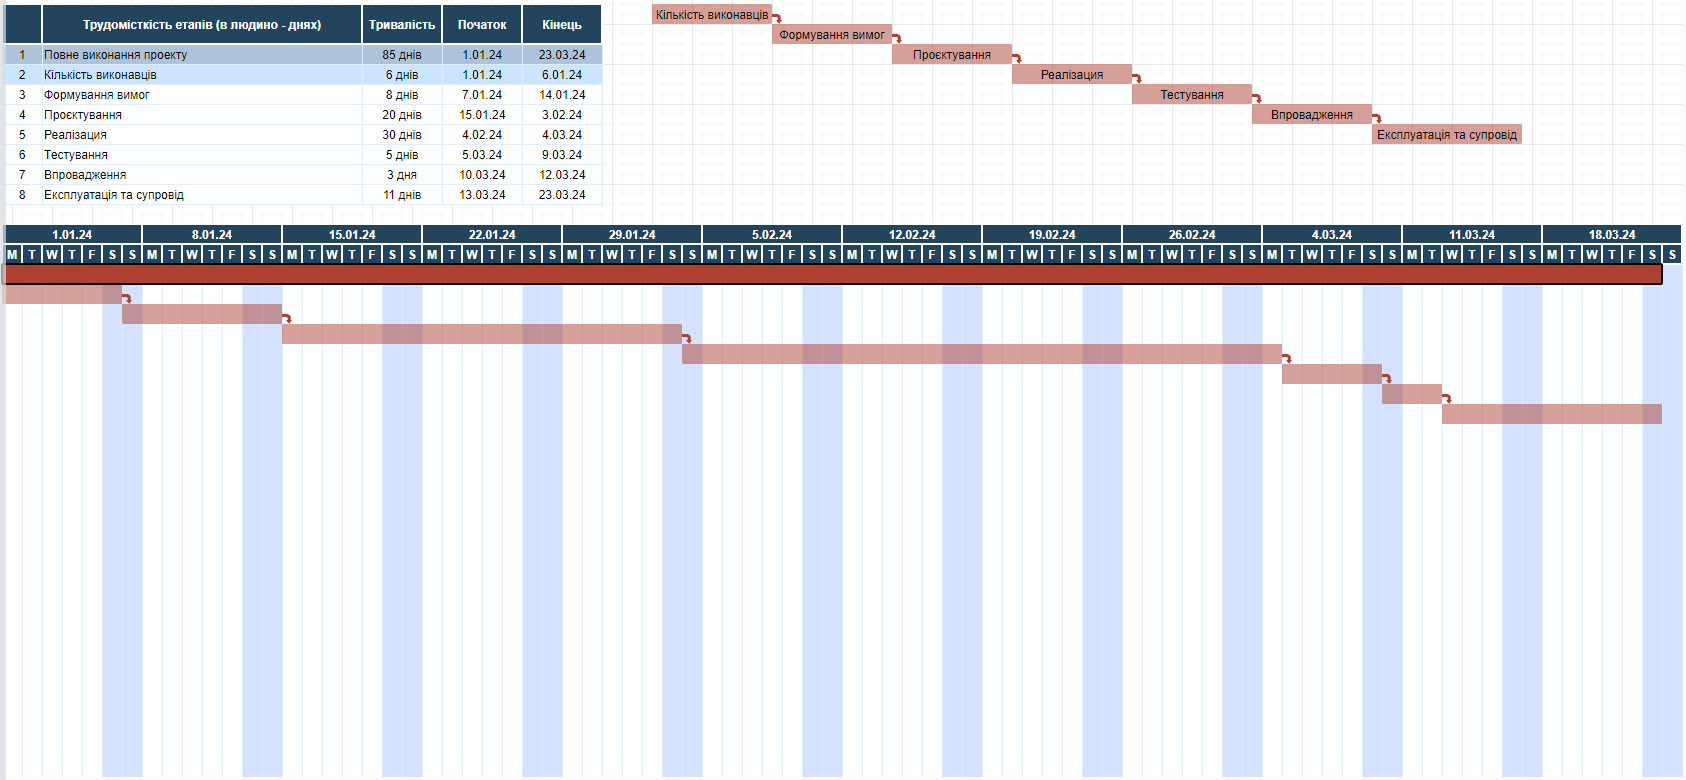 Трудомісткість етапів (в людино - днях) Тривалість Початок Кінець
1 Повне виконання проекту 85 днів 1.01.24 23.03.24
2 Кількість виконавців 6 днів 1.01.24 6.01.24
3 Формування вимог 8 днів 7.01.24 14.01.24
4 Проєктування 20 днів 15.01.24 3.02.24
5 Реалізация 30 днів 4.02.24 4.03.24
6 Тестування 5 днів 5.03.24 9.03.24
7 Впровадження 3 дня 10.03.24 12.03.24
8 Експлуатація та супровід 11 днів 13.03.24 23.03.24
Кількість виконавців
Формування вимог
Проєктування
Реалізация
Тестування
Впровадження
Експлуатація та супровід
1.01.24 8.01.24 15.01.24 22.01.24 29.01.24 5.02.24 12.02.24 19.02.24 26.02.24 4.03.24 11.03.24 18.03.24
M T W T F S S M T W T F S S M T W T F S S M T W T F S S M T W T F S S M T W T F S S M T W T F S S M T W T F S S M T W T F S S M T W T F S S M T W T F S S M T W T F S S